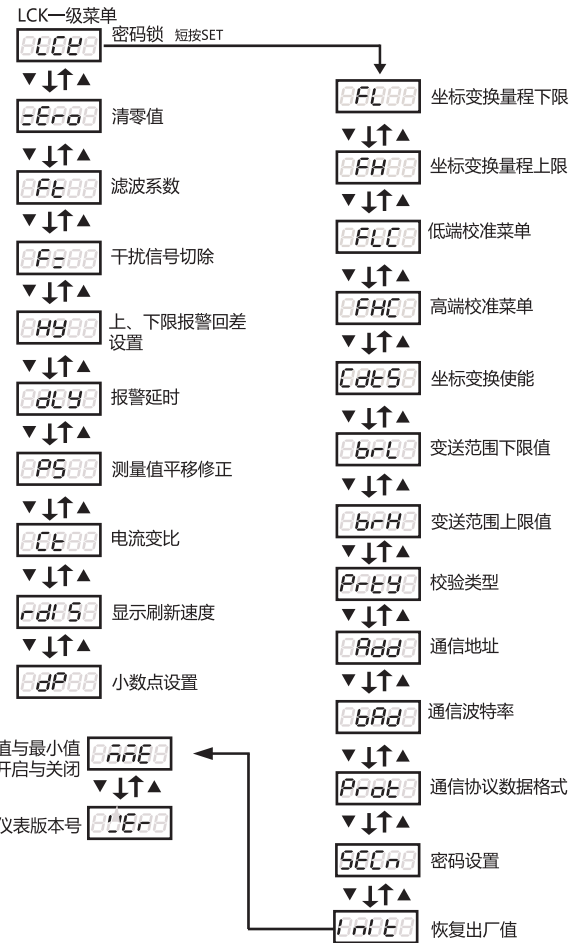 LCK一级菜单
LCK 密码锁 短按SET
zEro 清零值
Ft 滤波系数
Fz 干扰信号切除
HY 上、下限报警回差
设置
dLY 报警延时
PS 测量值平移修正
Ct 电流变比
rdIS 显示刷新速度
dP 小数点设置
FL 坐标变换量程下限
FH 坐标变换量程上限
FLC 低端校准菜单
FHC 高端校准菜单
CdtS 坐标变换使能
brL 变送范围下限值
brH 变送范围上限值
Prty 校验类型
Add 通信地址
bAd 通信波特率
Prot 通信协议数据格式
SECn 密码设置
InIt 恢复出厂值
值与最小值
开启与关闭
仪表版本号 VEr